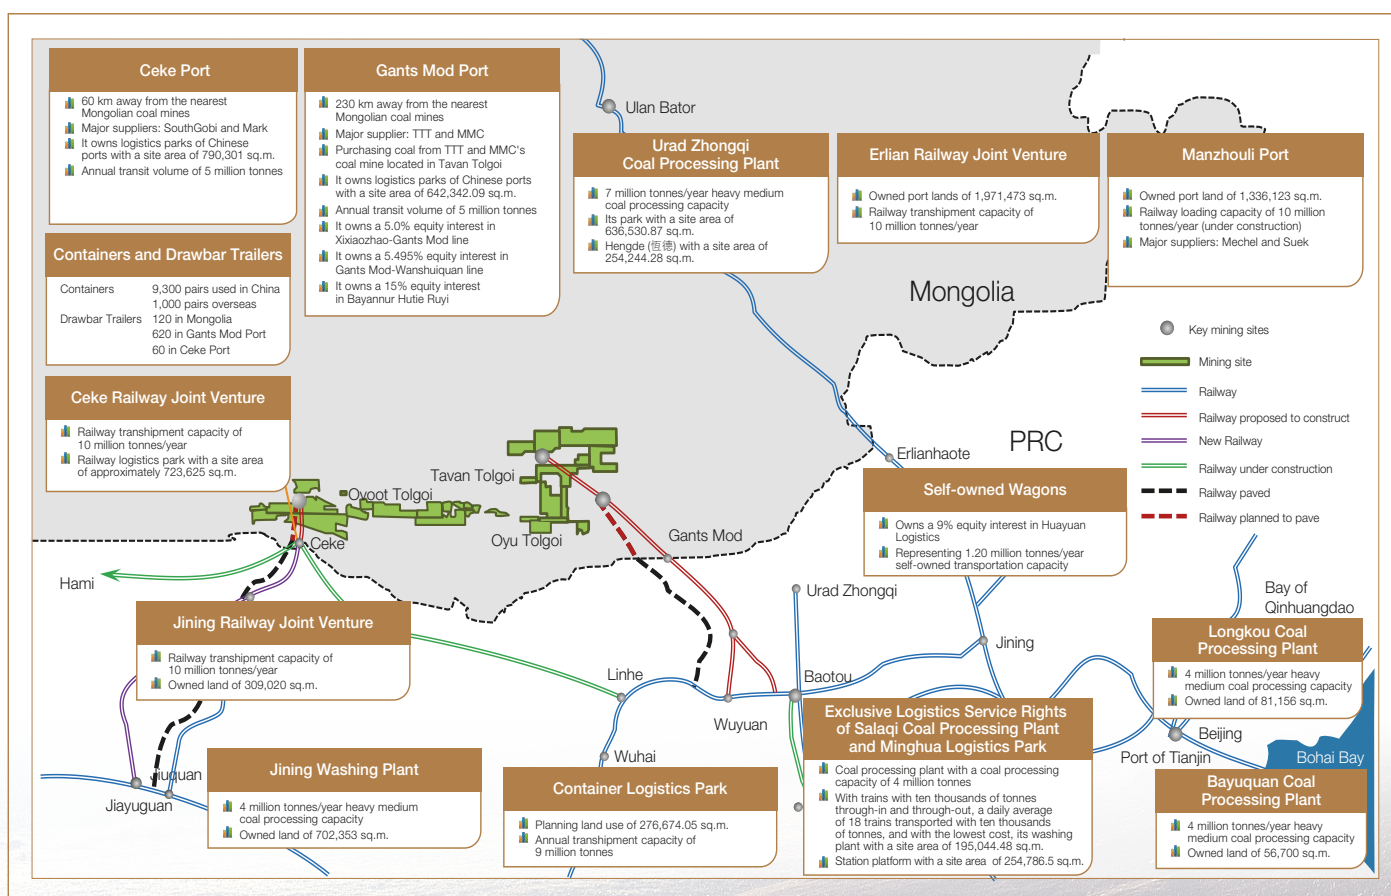 Ceke Port
60 km away from the nearest
Mongolian coal mines
Major suppliers: SouthGobi and Mark
It owns logistics parks of Chinese
ports with a site area of 790,301 sq.m.
Annual transit volume of 5 million tonnes
Gants Mod Port
230 km away from the nearest
Mongolian coal mines
Major supplier: TTT and MMC
Purchasing coal from TTT and MMC's
coal mine located in Tavan Tolgoi
It owns logistics parks of Chinese ports
with a site area of 642,342.09 sq.m.
Annual transit volume of 5 million tonnes
It owns a 5.0% equity interest in
Xixiaozhao-Gants Mod line
It owns a 5.495% equity interest in
Gants Mod-Wanshuiquan line
It owns a 15% equity interest
in Bayannur Hutie Ruyi
Ulan Bator
Urad Zhongqi
Coal Processing Plant
7 million tonnes/year heavy medium
coal processing capacity
Its park with a site area of
636,530.87 sq.m.
Hengde (恆德) with a site area of
254,244.28 sq.m.
Erlian Railway Joint Venture
Owned port lands of 1,971,473 sq.m.
Railway transhipment capacity of
10 million tonnes/year
Manzhouli Port
Owned port land of 1,336,123 sq.m.
Railway loading capacity of 10 million
tonnes/year (under construction)
Major suppliers: Mechel and Suek
Containers and Drawbar Trailers
Containers 9,300 pairs used in China
1,000 pairs overseas
Drawbar Trailers 120 in Mongolia
620 in Gants Mod Port
60 in Ceke Port
Mongolia
Key mining sites
Mining site
Railway
Railway proposed to construct
New Railway
Railway under construction
Railway paved
Railway planned to pave
Ceke Railway Joint Venture
Railway transhipment capacity of
10 million tonnes/year
Railway logistics park with a site area
of approximately 723,625 sq.m.
PRC
Erlianhaote
Tavan Tolgoi
Ovoot Tolgoi
Oyu Tolgoi
Gants Mod
Ceke
Hami
Self-owned Wagons
Owns a 9% equity interest in Huayuan
Logistics
Representing 1.20 million tonnes/year
self-owned transportation capacity
Urad Zhongqi
Bay of
Qinhuangdao
Jining Railway Joint Venture
Railway transhipment capacity of
10 million tonnes/year
Owned land of 309,020 sq.m.
Jining
Linhe
Baotou
Wuyuan
Longkou Coal
Processing Plant
4 million tonnes/year heavy
medium coal processing capacity
Owned land of 81,156 sq.m.
Exclusive Logistics Service Rights
of Salaqi Coal Processing Plant
and Minghua Logistics Park
Coal processing plant with a coal processing
capacity of 4 million tonnes
With trains with ten thousands of tonnes
through-in and through-out, a daily average
of 18 trains transported with ten thousands
of tonnes, and with the lowest cost, its washing
plant with a site area of 195,044.48 sq.m.
Station platform with a site area of 254,786.5 sq.m.
Beijing
Port of Tianjin
Bohai Bay
Wuhai
Jiuquan
Jiayuguan
Jining Washing Plant
4 million tonnes/year heavy medium
coal processing capacity
Owned land of 702,353 sq.m.
Container Logistics Park
Planning land use of 276,674.05 sq.m.
Annual transhipment capacity of
9 million tonnes
Bayuquan Coal
Processing Plant
4 million tonnes/year heavy
medium coal processing capacity
Owned land of 56,700 sq.m.